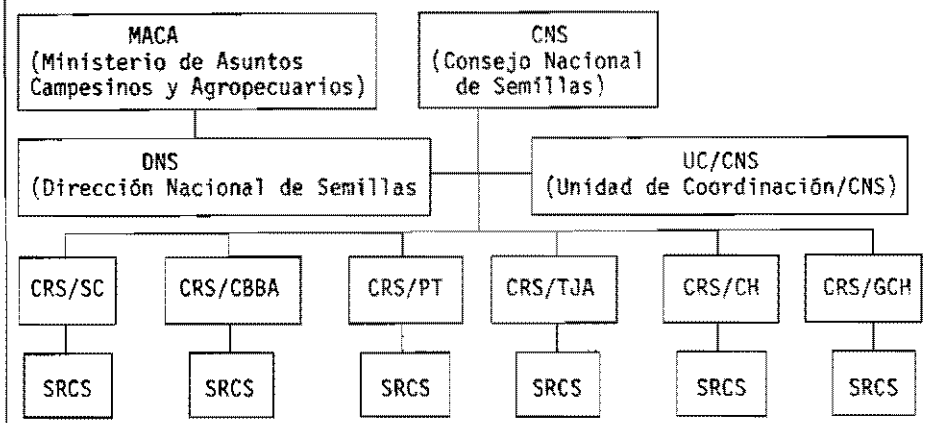 MACA
(Ministerio de Asuntos
Campesinos y Agropecuarios)
CNS
(Consejo Nacional
de Semillas)
DNS
(Dirección Nacional de Semillas
UC/CNS
(Unidad de Coordinación/CNS)
CRS/SC
CRS/CBBA
CRS/PT
CRS/TJA
CRS/CH
CRS/GCH
SRCS
SRCS
SRCS
SRCS
SRCS
SRCS